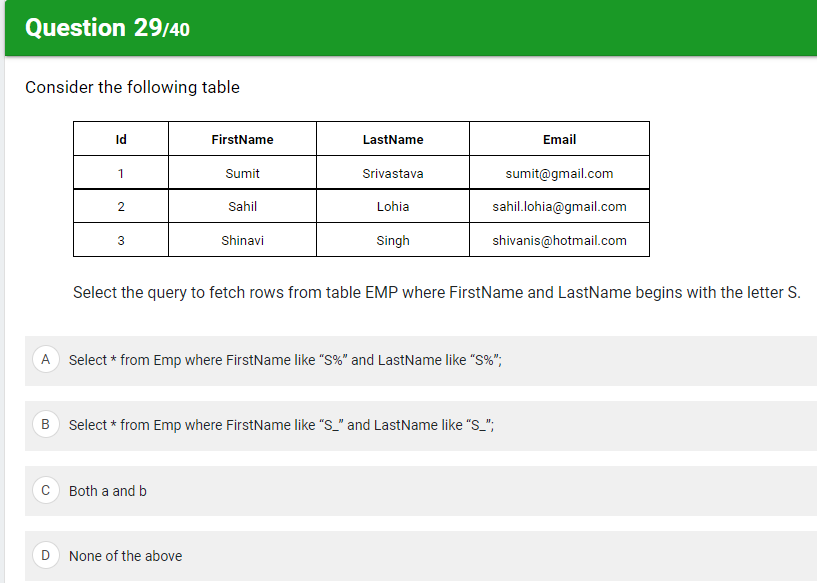 Question 29/40
Consider the following table
Id FirstName LastName Email
1 Sumit Srivastava sumit@gmail.com
2 Sahil Lohia sahil.lohia@gmail.com
3 Shinavi Singh shivanis@hotmail.com
Select the query to fetch rows from table EMP where FirstName and LastName begins with the letter S.
A Select * from Emp where FirstName like “S%” and LastName like “S%”;
B Select * from Emp where FirstName like “S_” and LastName like “S_”;
C Both a and b
D None of the above